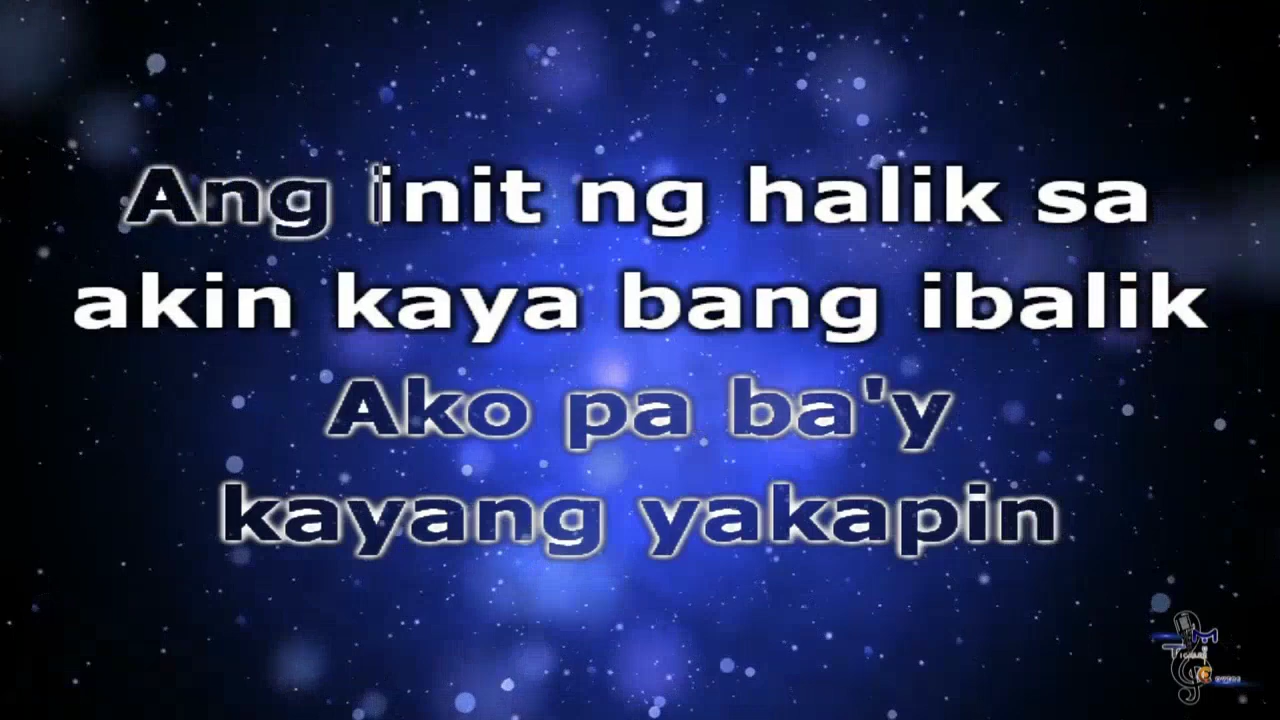 Ang init ng halik sa
akin kaya bang ibalik
Ako pa ba'y
kayang yakapin